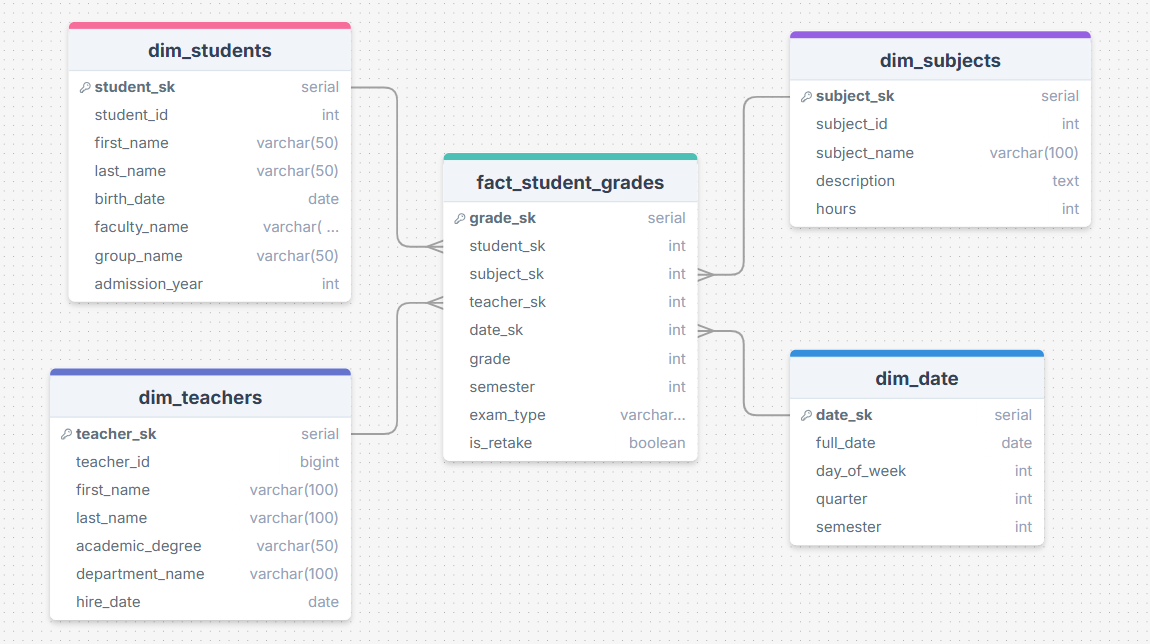 dim_students
student_sk serial
student_id int
first_name varchar(50)
last_name varchar(50)
birth_date date
faculty_name varchar( ...
group_name varchar(50)
admission_year int
dim_teachers
teacher_sk serial
teacher_id bigint
first_name varchar(100)
last_name varchar(100)
academic_degree varchar(50)
department_name varchar(100)
hire_date date
fact_student_grades
grade_sk serial
student_sk int
subject_sk int
teacher_sk int
date_sk int
grade int
semester int
exam_type varchar...
is_retake boolean
dim_subjects
subject_sk serial
subject_id int
subject_name varchar(100)
description text
hours int
dim_date
date_sk serial
full_date date
day_of_week int
quarter int
semester int